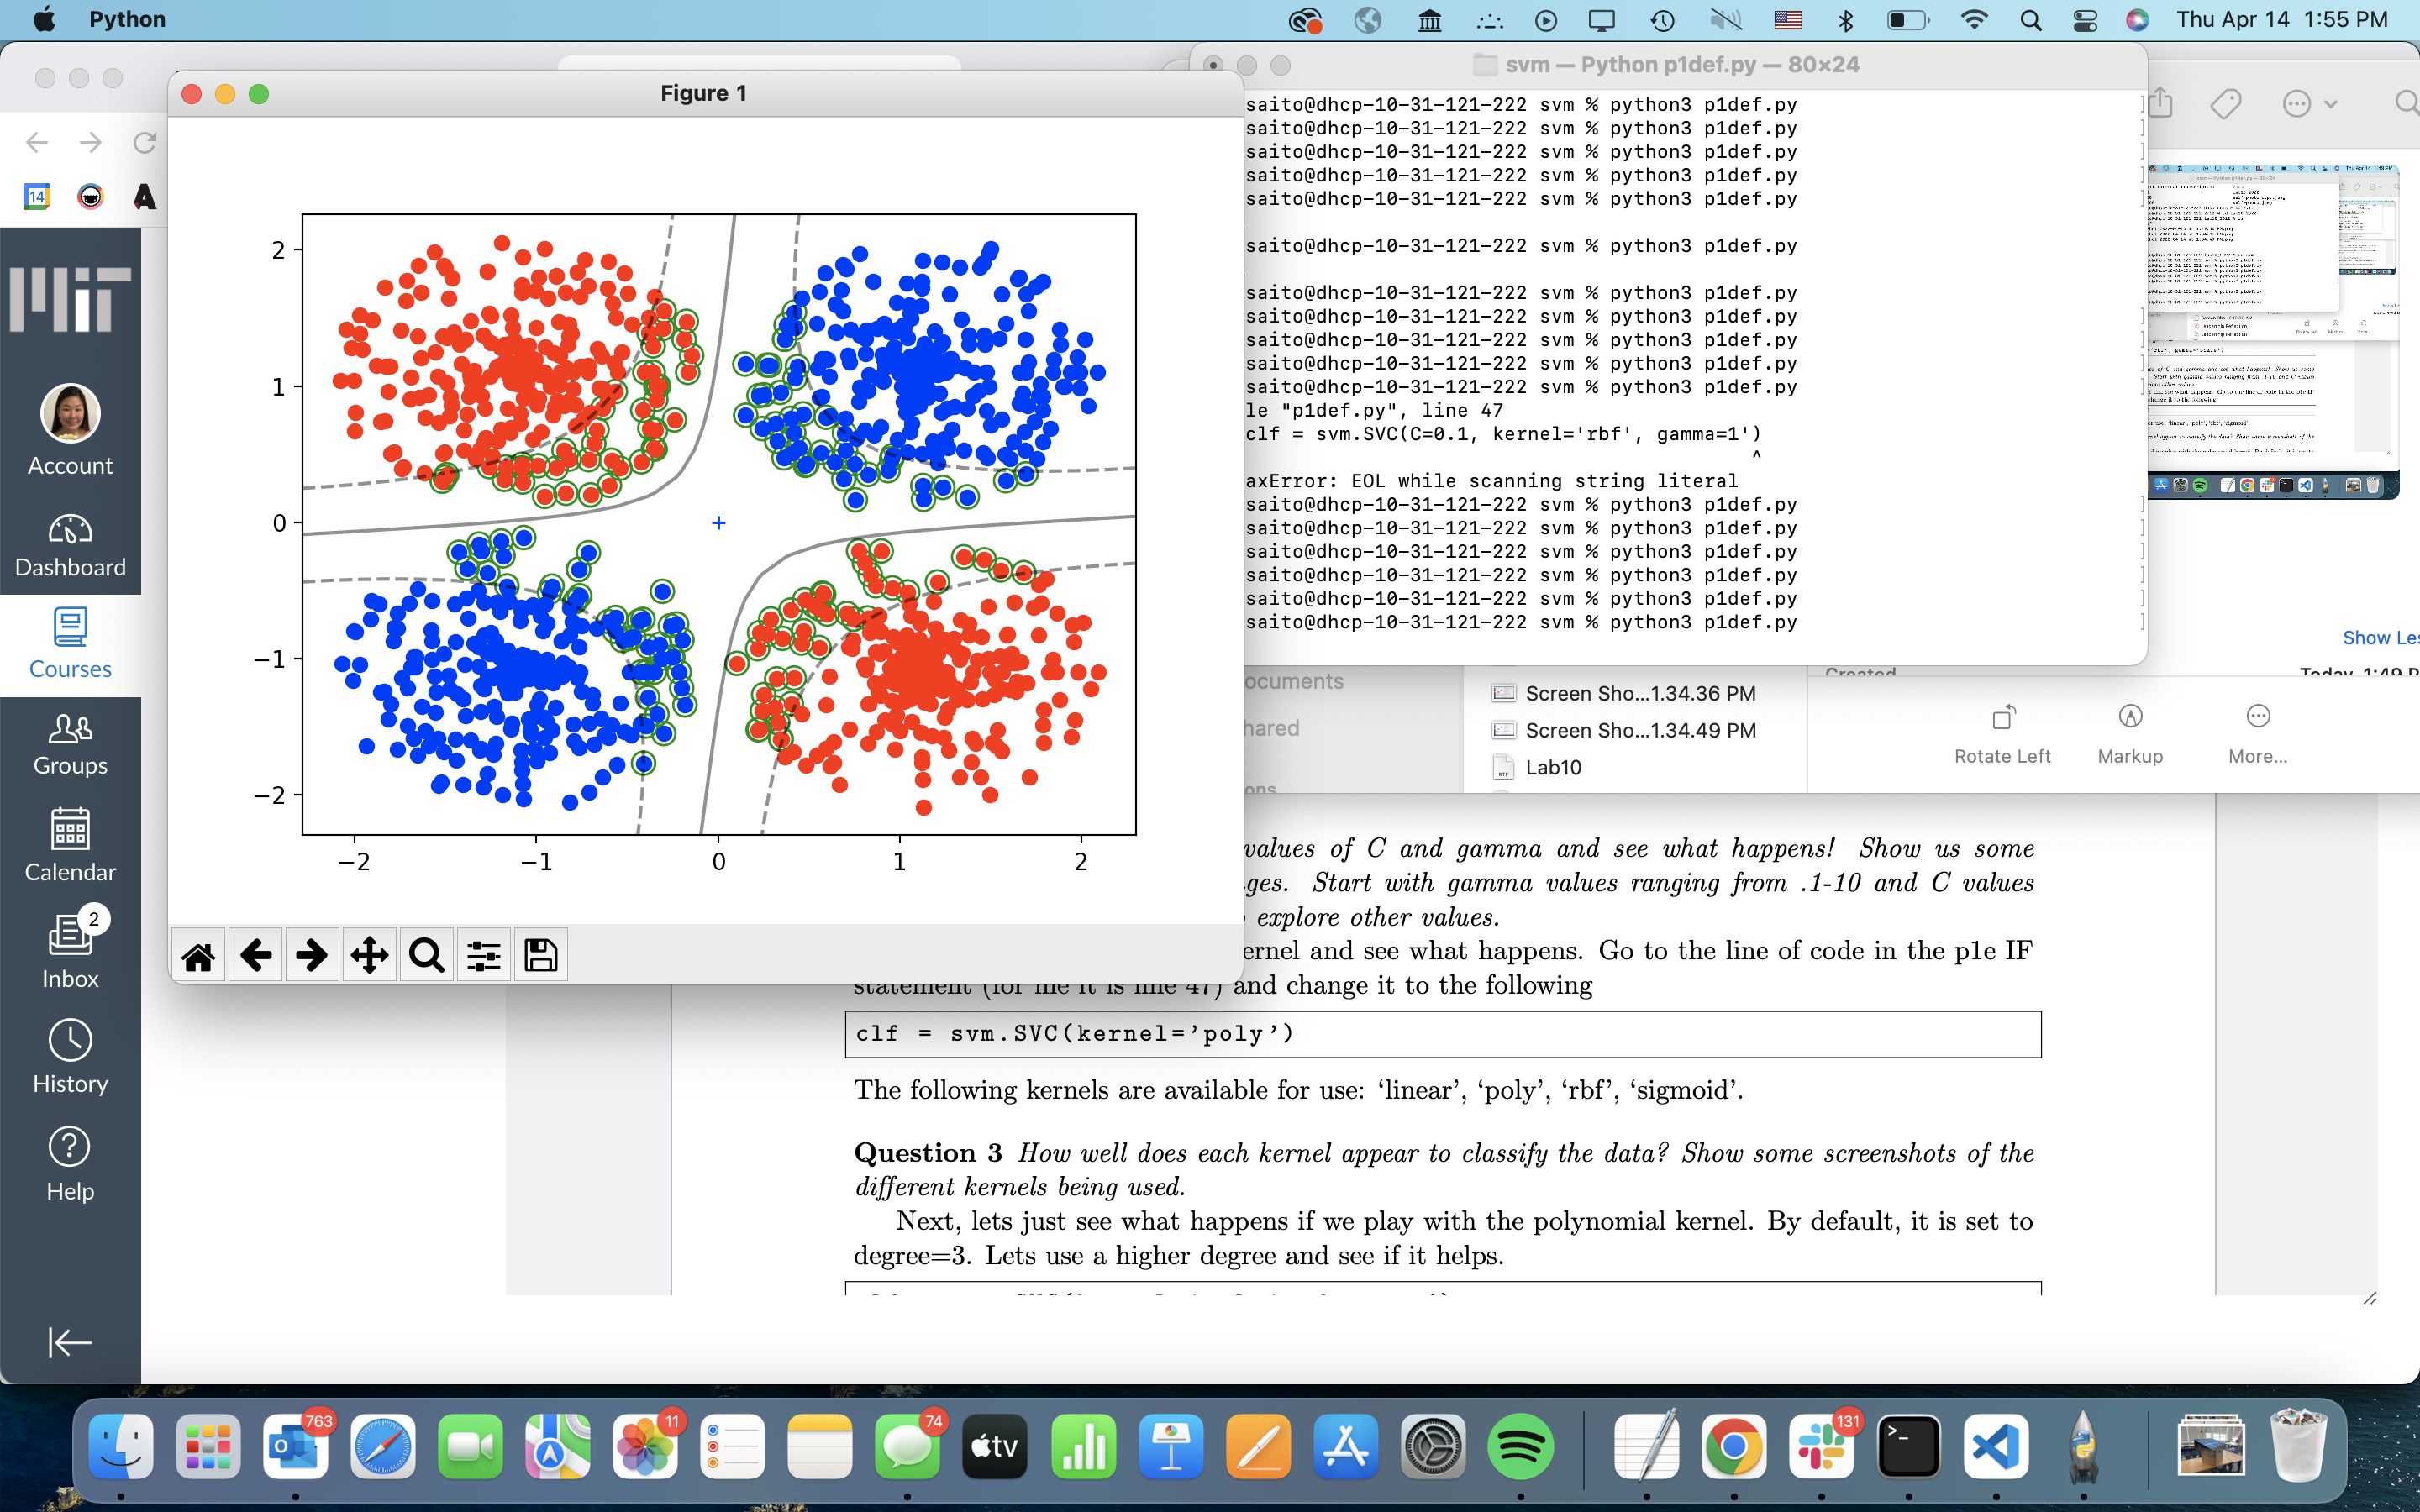 Python
Thu Apr 14 1:55 PM
Figure 1
svm — Python p1def.py — 80×24
saito@dhcp-10-31-121-222 svm % python3 p1def.py
saito@dhcp-10-31-121-222 svm % python3 p1def.py
saito@dhcp-10-31-121-222 svm % python3 p1def.py
saito@dhcp-10-31-121-222 svm % python3 p1def.py
saito@dhcp-10-31-121-222 svm % python3 p1def.py
saito@dhcp-10-31-121-222 svm % python3 p1def.py
saito@dhcp-10-31-121-222 svm % python3 p1def.py
saito@dhcp-10-31-121-222 svm % python3 p1def.py
saito@dhcp-10-31-121-222 svm % python3 p1def.py
saito@dhcp-10-31-121-222 svm % python3 p1def.py
saito@dhcp-10-31-121-222 svm % python3 p1def.py
le "p1def.py", line 47
clf = svm.SVC(C=0.1, kernel='rbf', gamma=1')
^
axError: EOL while scanning string literal
saito@dhcp-10-31-121-222 svm % python3 p1def.py
saito@dhcp-10-31-121-222 svm % python3 p1def.py
saito@dhcp-10-31-121-222 svm % python3 p1def.py
saito@dhcp-10-31-121-222 svm % python3 p1def.py
saito@dhcp-10-31-121-222 svm % python3 p1def.py
saito@dhcp-10-31-121-222 svm % python3 p1def.py
14
A
MIT
Account
Dashboard
Courses
Groups
Calendar
2
Inbox
History
Help
2
1
0
−1
−2
−2
−1
0
1
2
Show Les
Created
Today, 1:49 P
ocuments
hared
ons
Screen Sho...1.34.36 PM
Screen Sho...1.34.49 PM
Lab10
Rotate Left
Markup
More...
values of C and gamma and see what happens! Show us some
ges. Start with gamma values ranging from .1-10 and C values
explore other values.
ernel and see what happens. Go to the line of code in the p1e IF
statement (for me it is line 47) and change it to the following
clf = svm.SVC(kernel=’poly’)
The following kernels are available for use: ‘linear’, ‘poly’, ‘rbf’, ‘sigmoid’.
Question 3 How well does each kernel appear to classify the data? Show some screenshots of the
different kernels being used.
Next, lets just see what happens if we play with the polynomial kernel. By default, it is set to
degree=3. Lets use a higher degree and see if it helps.
763
11
74
tv
131